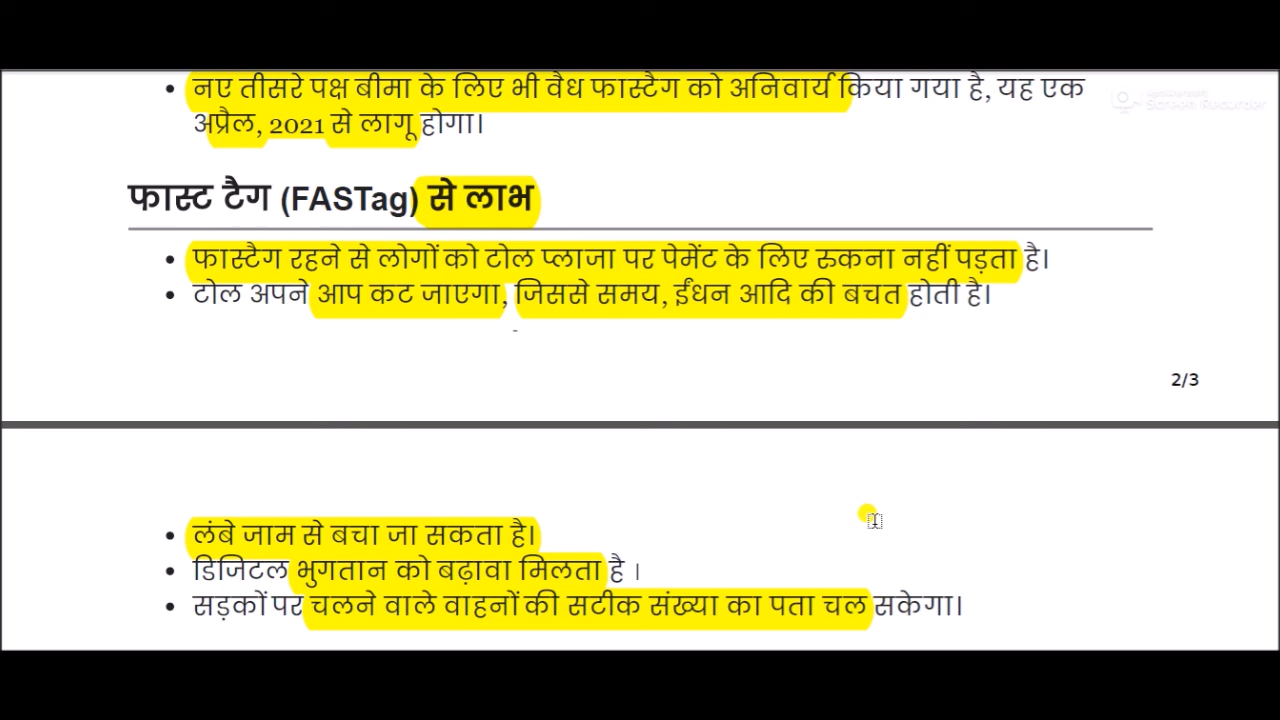 • नए तीसरे पक्ष बीमा के लिए भी वैध फास्टैग को अनिवार्य किया गया है, यह एक
अप्रैल, 2021 से लागू होगा।
फास्ट टैग (FASTag) से लाभ
• फास्टैग रहने से लोगों को टोल प्लाजा पर पेमेंट के लिए रुकना नहीं पड़ता है।
• टोल अपने आप कट जाएगा, जिससे समय, ईंधन आदि की बचत होती है।
2/3
• लंबे जाम से बचा जा सकता है।
• डिजिटल भुगतान को बढ़ावा मिलता है ।
• सड़कों पर चलने वाले वाहनों की सटीक संख्या का पता चल सकेगा।
Screen Recorder